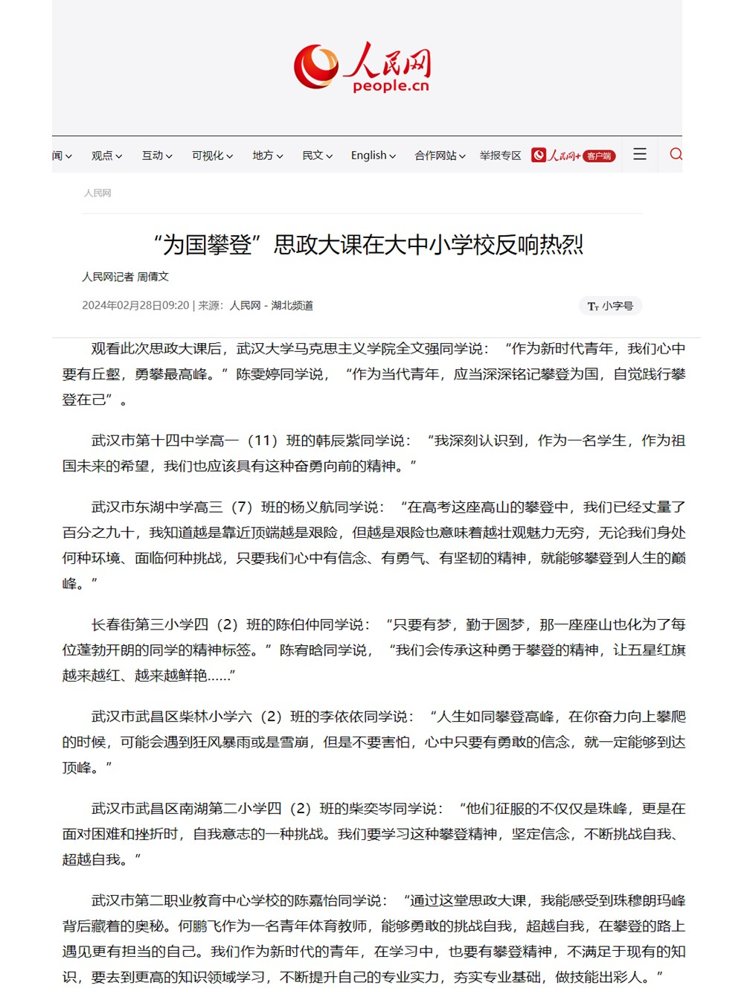 人民网
people.cn
闻 观点 互动 可视化 地方 民文 English 合作网站 举报专区 人民网+ 客户端
人民网
“为国攀登”思政大课在大中小学校反响热烈
人民网记者 周倩文
2024年02月28日09:20 | 来源：人民网－湖北频道
TT 小字号
观看此次思政大课后，武汉大学马克思主义学院全文强同学说：“作为新时代青年，我们心中
要有丘壑，勇攀最高峰。”陈雯婷同学说，“作为当代青年，应当深深铭记攀登为国，自觉践行攀
登在己”。
武汉市第十四中学高一（11）班的韩辰紫同学说：“我深刻认识到，作为一名学生，作为祖
国未来的希望，我们也应该具有这种奋勇向前的精神。”
武汉市东湖中学高三（7）班的杨义航同学说：“在高考这座高山的攀登中，我们已经丈量了
百分之九十，我知道越是靠近顶端越是艰险，但越是艰险也意味着越壮观魅力无穷，无论我们身处
何种环境、面临何种挑战，只要我们心中有信念、有勇气、有坚韧的精神，就能够攀登到人生的巅
峰。”
长春街第三小学四（2）班的陈伯仲同学说：“只要有梦，勤于圆梦，那一座座山也化为了每
位蓬勃开朗的同学的精神标签。”陈宥晗同学说，“我们会传承这种勇于攀登的精神，让五星红旗
越来越红、越来越鲜艳……”
武汉市武昌区柴林小学六（2）班的李依依同学说：“人生如同攀登高峰，在你奋力向上攀爬
的时候，可能会遇到狂风暴雨或是雪崩，但是不要害怕，心中只要有勇敢的信念，就一定能够到达
顶峰。”
武汉市武昌区南湖第二小学四（2）班的柴奕岑同学说：“他们征服的不仅仅是珠峰，更是在
面对困难和挫折时，自我意志的一种挑战。我们要学习这种攀登精神，坚定信念，不断挑战自我、
超越自我。”
武汉市第二职业教育中心学校的陈嘉怡同学说：“通过这堂思政大课，我能感受到珠穆朗玛峰
背后藏着的奥秘。何鹏飞作为一名青年体育教师，能够勇敢的挑战自我，超越自我，在攀登的路上
遇见更有担当的自己。我们作为新时代的青年，在学习中，也要有攀登精神，不满足于现有的知
识，要去到更高的知识领域学习，不断提升自己的专业实力，夯实专业基础，做技能出彩人。”